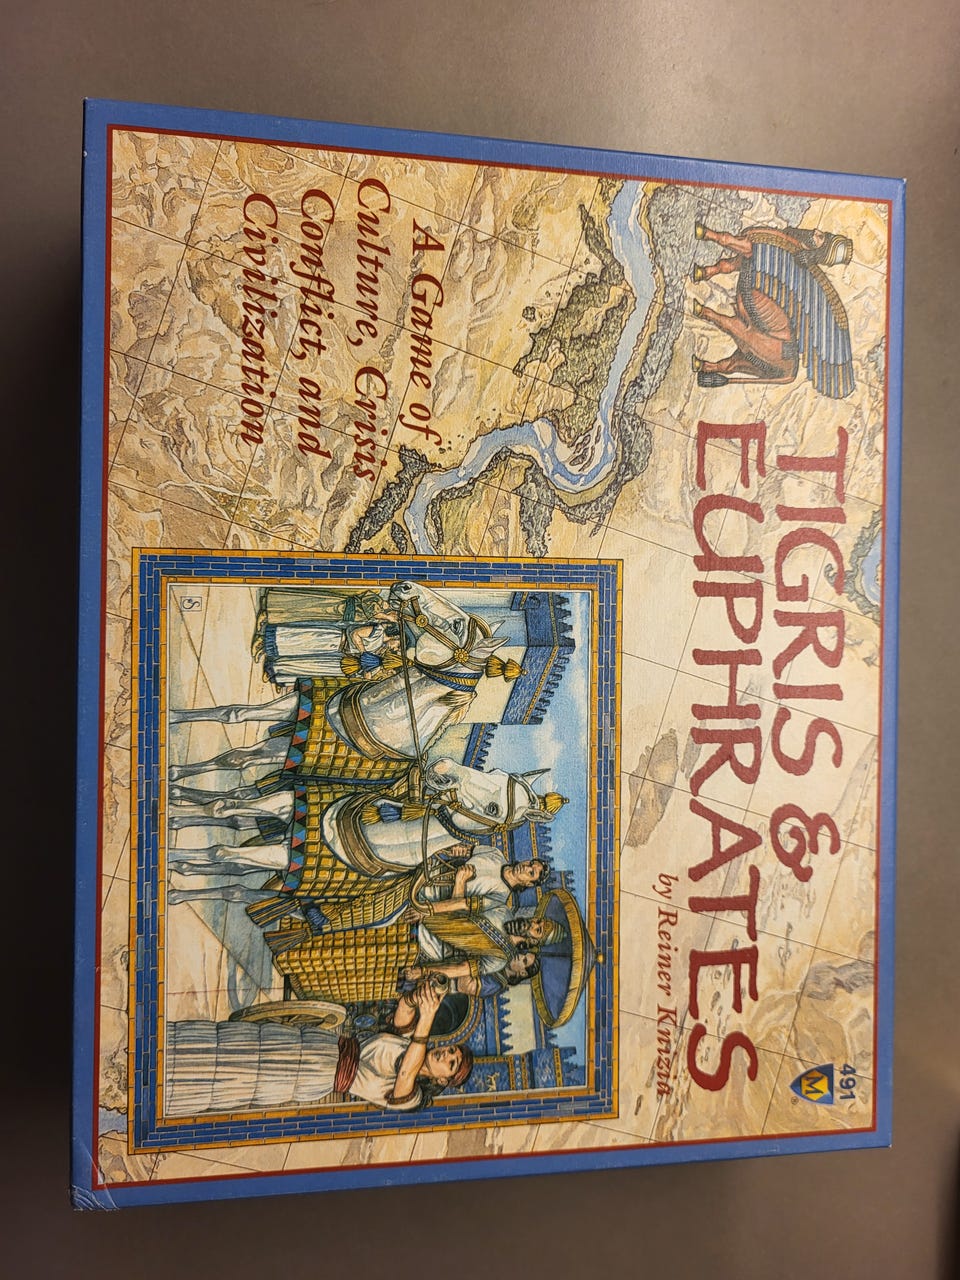 TIGRIS &
EUPHRATES
by Reiner Knizia
491
M
®
A Game of
Culture, Crisis
Conflict, and
Civilization
S